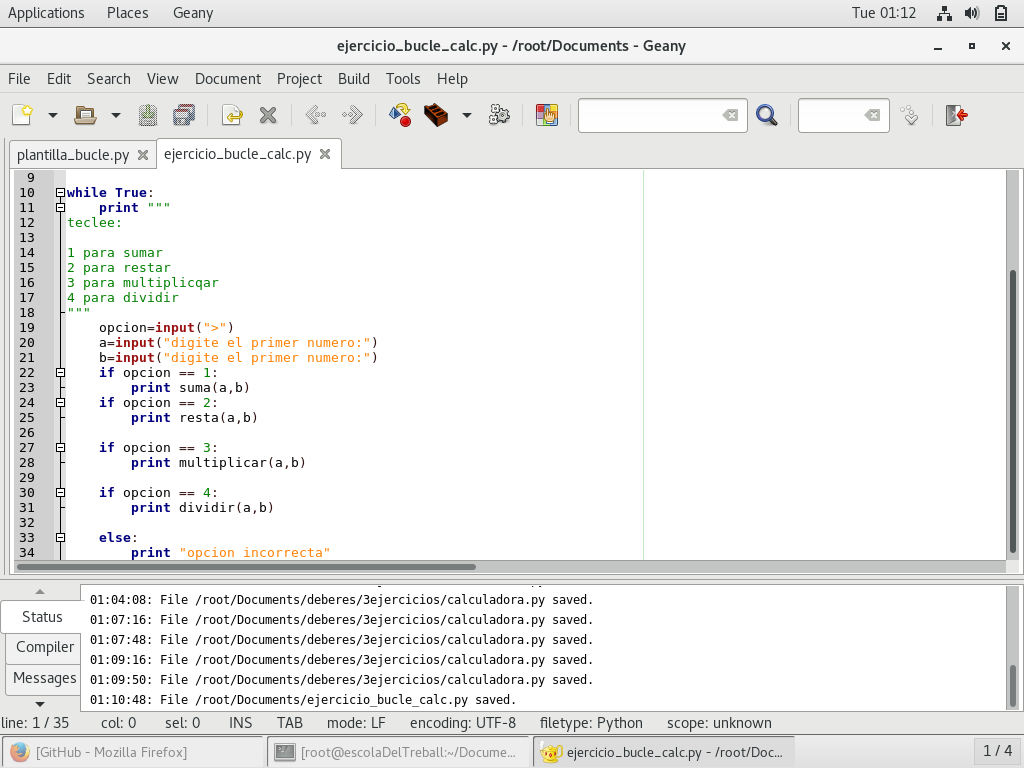 Applications Places Geany Tue 01:12
ejercicio_bucle_calc.py - /root/Documents - Geany
File Edit Search View Document Project Build Tools Help
plantilla_bucle.py ejercicio_bucle_calc.py
9
10 while True:
11     print """
12 teclee:
13
14 1 para sumar
15 2 para restar
16 3 para multiplicqar
17 4 para dividir
18 """
19     opcion=input(">")
20     a=input("digite el primer numero:")
21     b=input("digite el primer numero:")
22     if opcion == 1:
23         print suma(a,b)
24     if opcion == 2:
25         print resta(a,b)
26
27     if opcion == 3:
28         print multiplicar(a,b)
29
30     if opcion == 4:
31         print dividir(a,b)
32
33     else:
34         print "opcion incorrecta"
Status
Compiler
Messages
01:04:08: File /root/Documents/deberes/3ejercicios/calculadora.py saved.
01:07:16: File /root/Documents/deberes/3ejercicios/calculadora.py saved.
01:07:48: File /root/Documents/deberes/3ejercicios/calculadora.py saved.
01:09:16: File /root/Documents/deberes/3ejercicios/calculadora.py saved.
01:09:50: File /root/Documents/deberes/3ejercicios/calculadora.py saved.
01:10:48: File /root/Documents/ejercicio_bucle_calc.py saved.
line: 1 / 35 col: 0 sel: 0 INS TAB mode: LF encoding: UTF-8 filetype: Python scope: unknown
[GitHub - Mozilla Firefox] [root@escolaDelTreball:~/Docume... ejercicio_bucle_calc.py - /root/Doc... 1 / 4